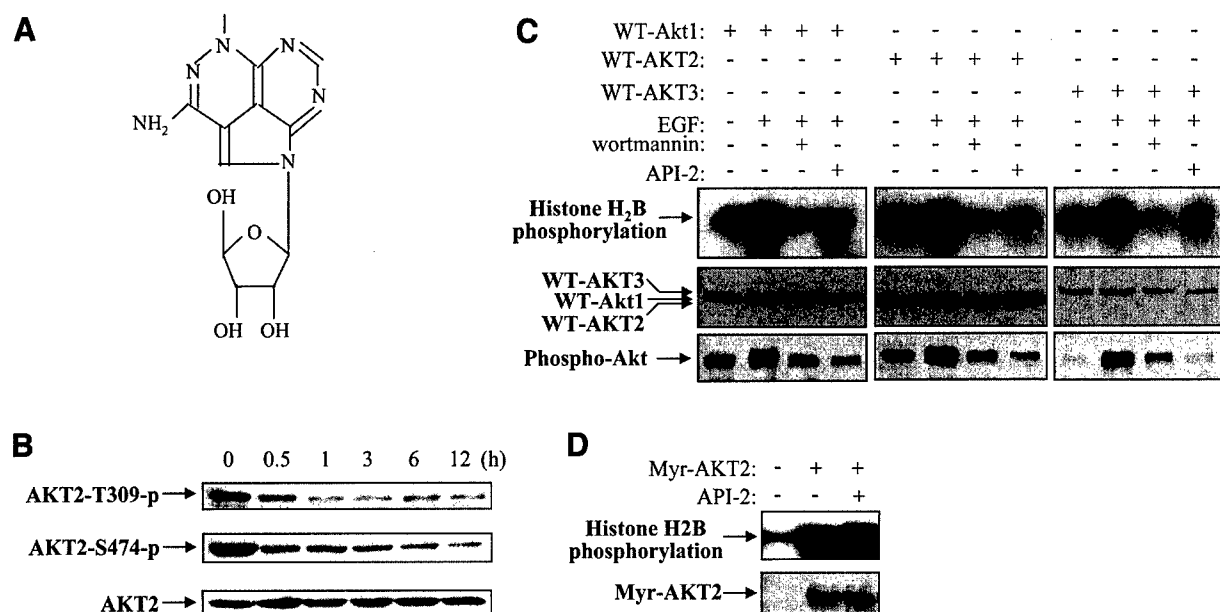 A
N
N
N
N
NH2
N
OH
O
OH
OH
C
WT-Akt1: + + + + - - - - - - - -
WT-AKT2: - - - - + + + + - - - -
WT-AKT3: - - - - - - - - + + + +
EGF: - + + + - + + + - + + +
wortmannin: - - + - - - + - - - + -
API-2: - - - + - - - + - - - +
Histone H2B
phosphorylation
WT-AKT3
WT-Akt1
WT-AKT2
Phospho-Akt
B
0 0.5 1 3 6 12 (h)
AKT2-T309-p
AKT2-S474-p
AKT2
D
Myr-AKT2: - + +
API-2: - - +
Histone H2B
phosphorylation
Myr-AKT2